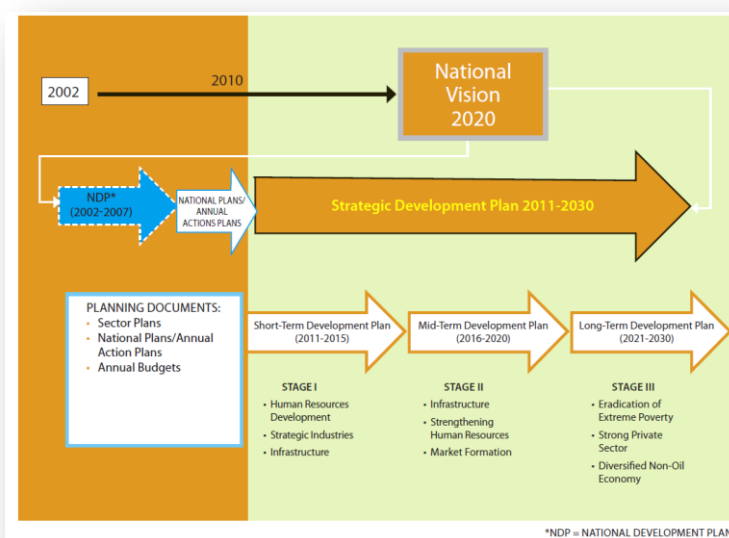 2002
2010
National
Vision
2020
NDP*
(2002-2007)
NATIONAL PLANS/
ANNUAL
ACTIONS PLANS
Strategic Development Plan 2011-2030
PLANNING DOCUMENTS:
• Sector Plans
• National Plans/Annual
Action Plans
• Annual Budgets
Short-Term Development Plan
(2011-2015)
Mid-Term Development Plan
(2016-2020)
Long-Term Development Plan
(2021-2030)
STAGE I
• Human Resources
Development
• Strategic Industries
• Infrastructure
STAGE II
• Infrastructure
• Strengthening
Human Resources
• Market Formation
STAGE III
• Eradication of
Extreme Poverty
• Strong Private
Sector
• Diversified Non-Oil
Economy
*NDP = NATIONAL DEVELOPMENT PLAN